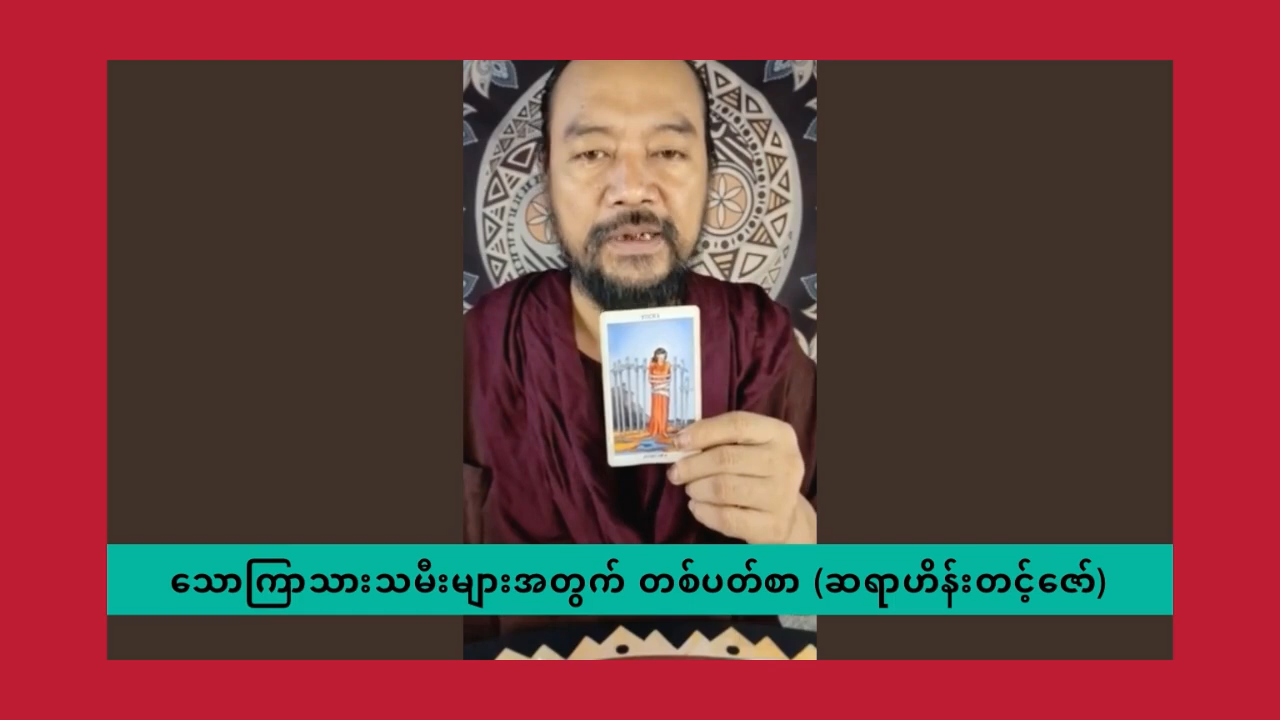 သောကြာသားသမီးများအတွက် တစ်ပတ်စာ (ဆရာဟိန်းတင့်ဇော်)